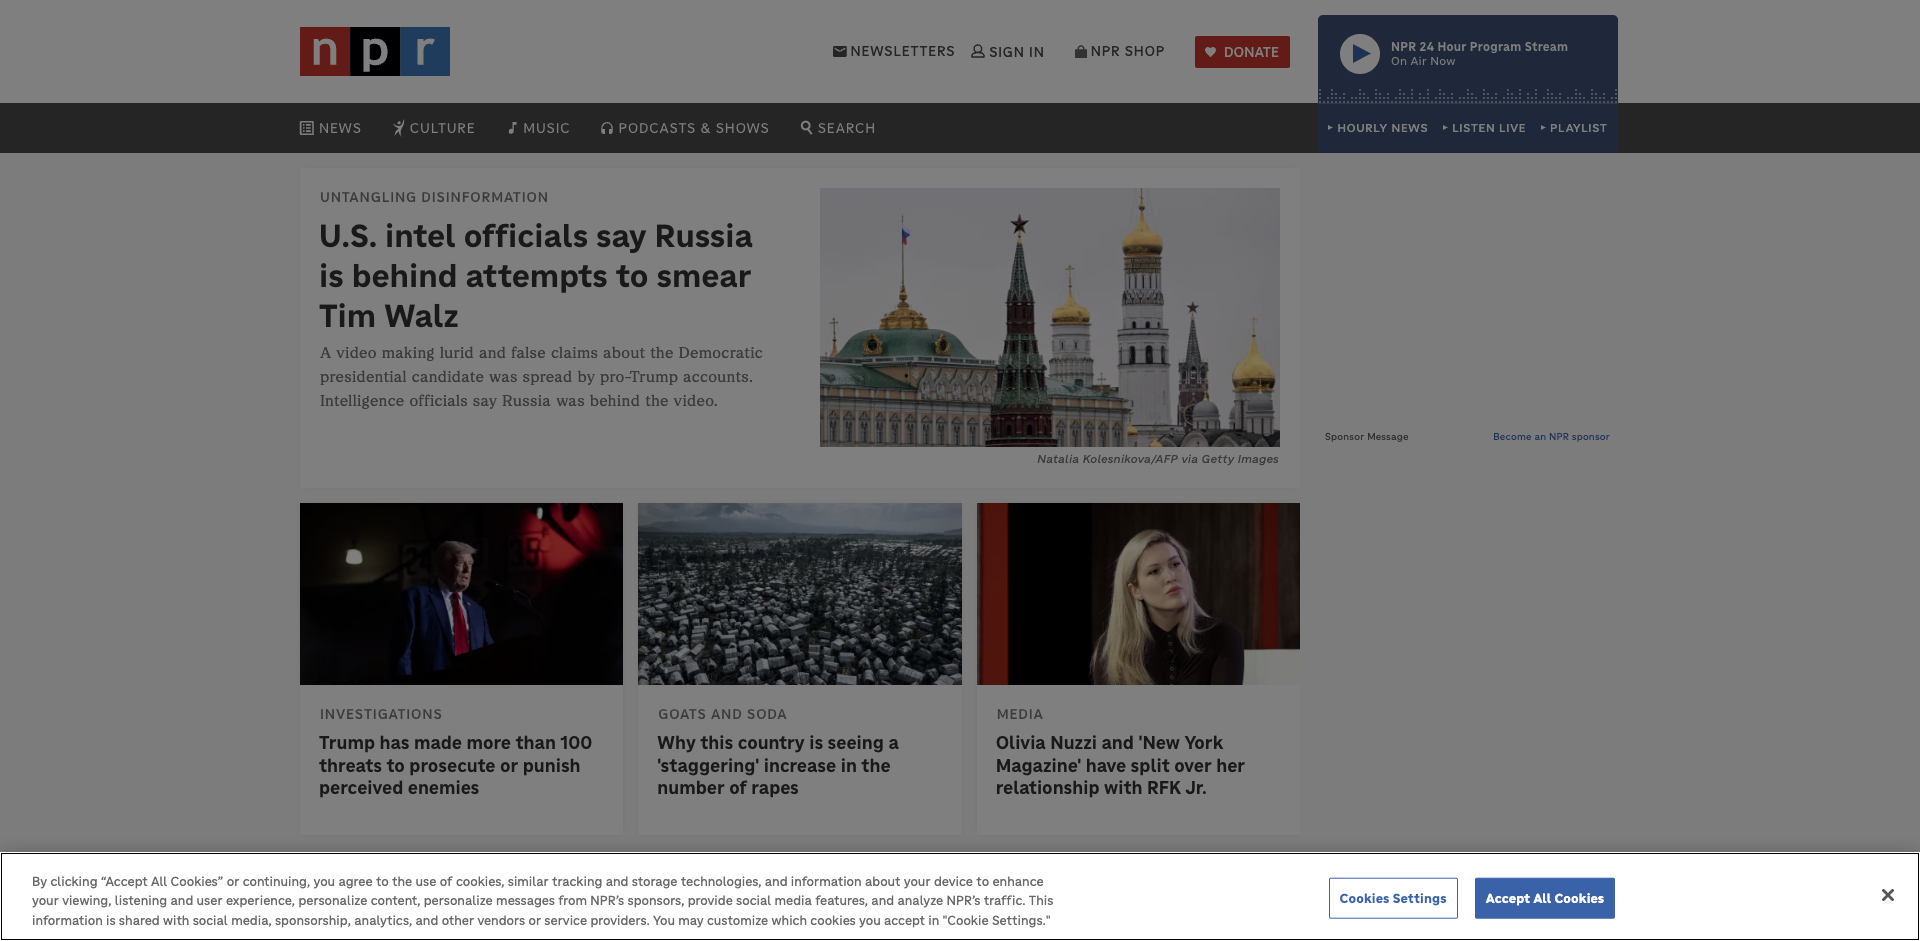 npr
NEWSLETTERS
SIGN IN
NPR SHOP
DONATE
NPR 24 Hour Program Stream
On Air Now
NEWS
CULTURE
MUSIC
PODCASTS & SHOWS
SEARCH
HOURLY NEWS
LISTEN LIVE
PLAYLIST
UNTANGLING DISINFORMATION
U.S. intel officials say Russia
is behind attempts to smear
Tim Walz
A video making lurid and false claims about the Democratic
presidential candidate was spread by pro-Trump accounts.
Intelligence officials say Russia was behind the video.
Natalia Kolesnikova/AFP via Getty Images
Sponsor Message
Become an NPR sponsor
INVESTIGATIONS
Trump has made more than 100
threats to prosecute or punish
perceived enemies
GOATS AND SODA
Why this country is seeing a
'staggering' increase in the
number of rapes
MEDIA
Olivia Nuzzi and 'New York
Magazine' have split over her
relationship with RFK Jr.
By clicking “Accept All Cookies” or continuing, you agree to the use of cookies, similar tracking and storage technologies, and information about your device to enhance
your viewing, listening and user experience, personalize content, personalize messages from NPR’s sponsors, provide social media features, and analyze NPR’s traffic. This
information is shared with social media, sponsorship, analytics, and other vendors or service providers. You may customize which cookies you accept in "Cookie Settings."
Cookies Settings
Accept All Cookies